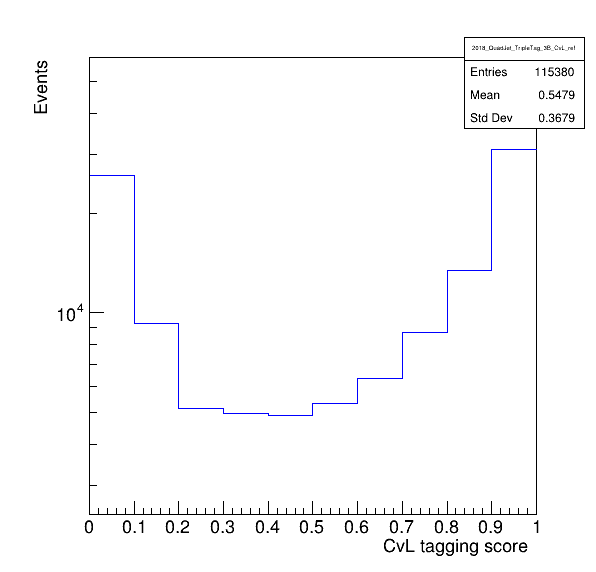 2018_QuadJet_TripleTag_3B_CvL_ref
Entries 115380
Mean 0.5479
Std Dev 0.3679
Events
10^4
0 0.1 0.2 0.3 0.4 0.5 0.6 0.7 0.8 0.9 1
CvL tagging score